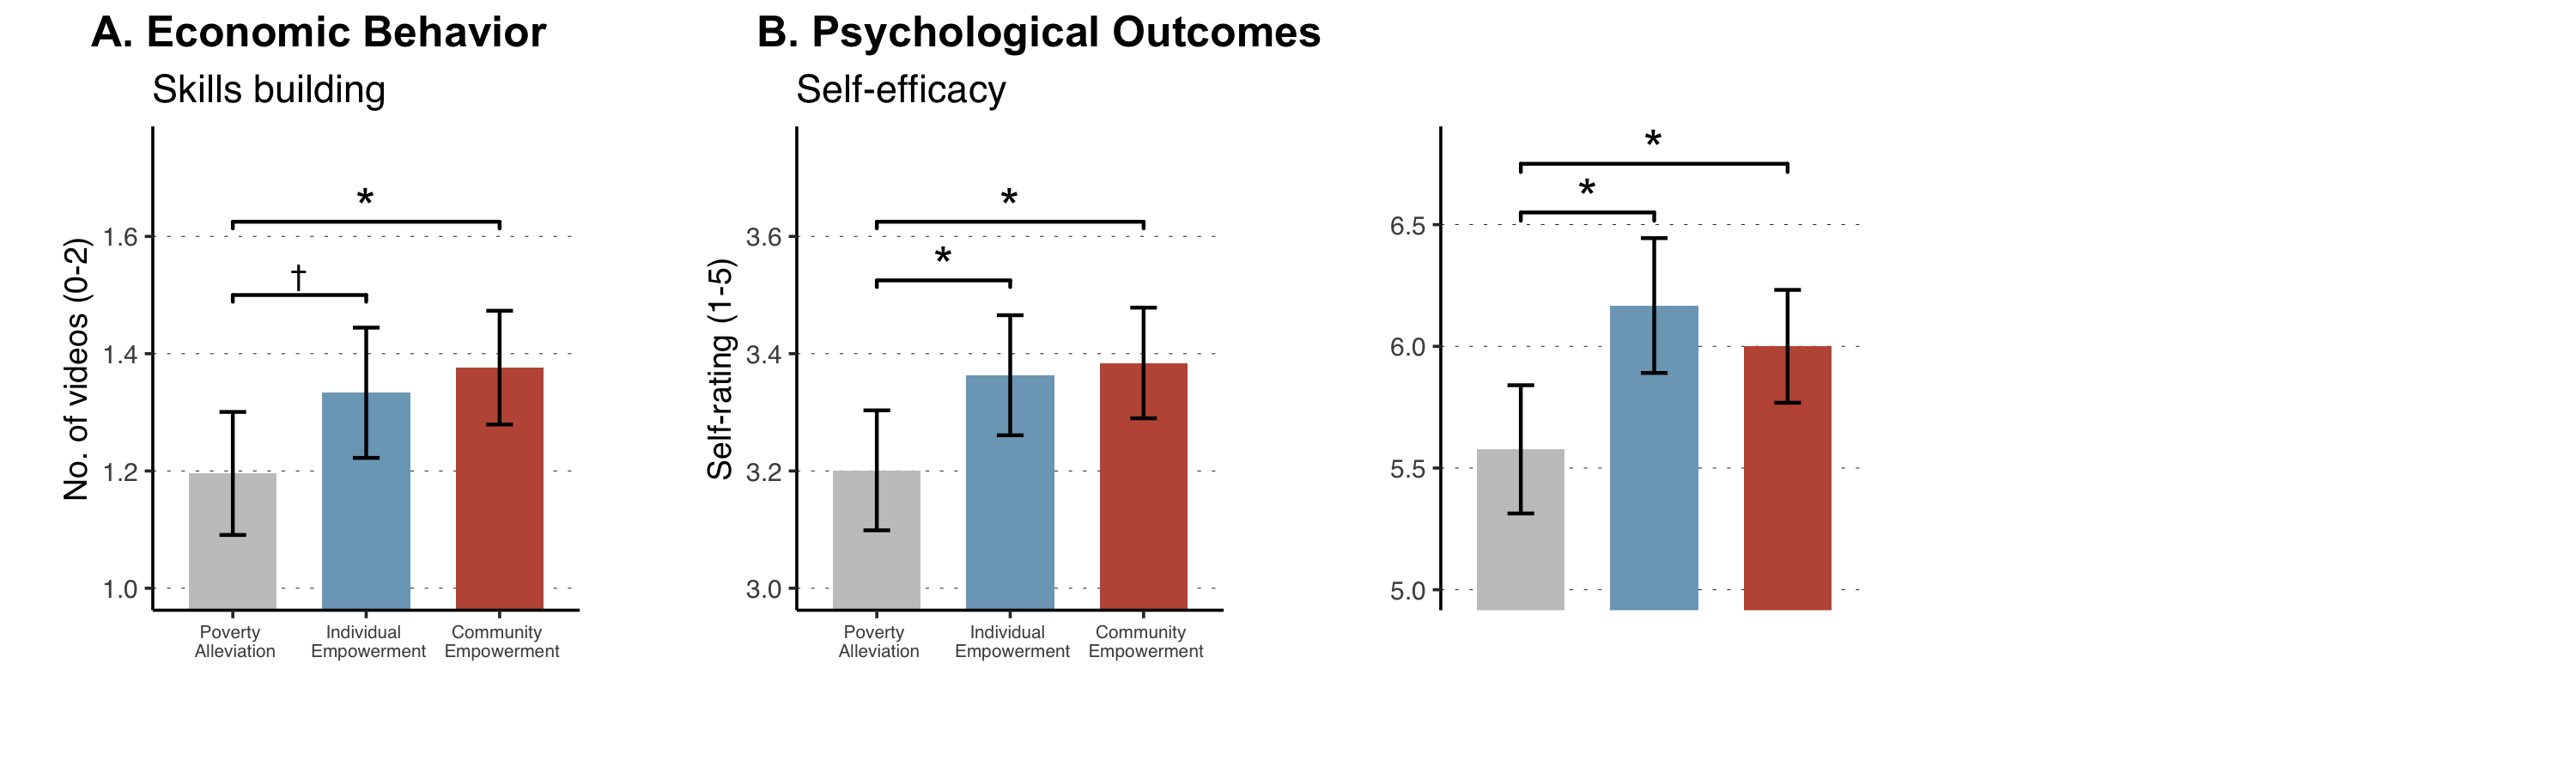 A. Economic Behavior
Skills building
No. of videos (0-2)
1.6
1.4
1.2
1.0
*
†
Poverty Alleviation
Individual Empowerment
Community Empowerment
B. Psychological Outcomes
Self-efficacy
Self-rating (1-5)
3.6
3.4
3.2
3.0
*
*
Poverty Alleviation
Individual Empowerment
Community Empowerment
6.5
6.0
5.5
5.0
*
*